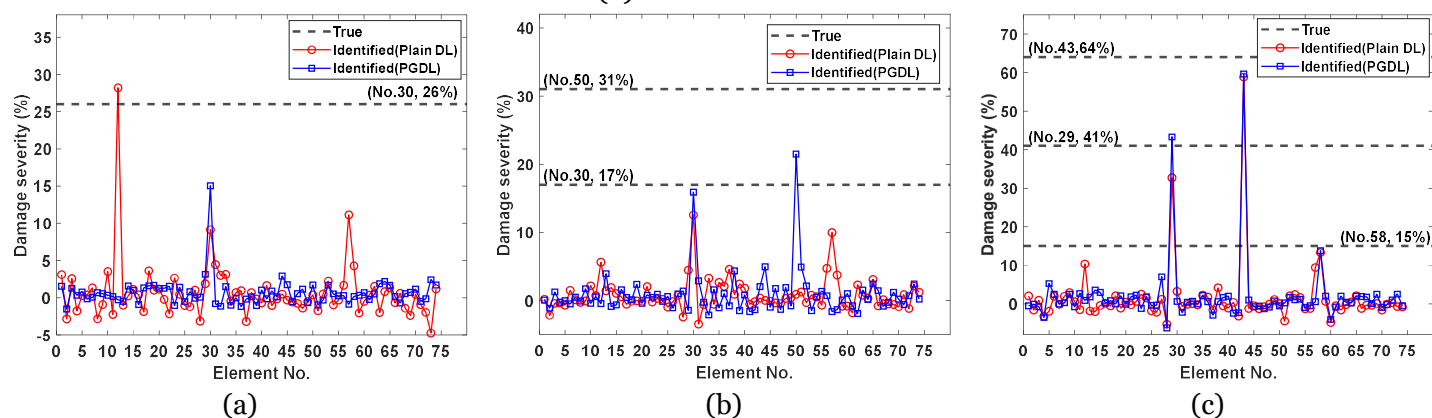 35
30
25
20
15
10
5
0
-5
Damage severity (%)
True
Identified(Plain DL)
Identified(PGDL)
(No.30, 26%)
0 5 10 15 20 25 30 35 40 45 50 55 60 65 70 75
Element No.
(a)
40
30
20
10
0
Damage severity (%)
True
Identified(Plain DL)
Identified(PGDL)
(No.50, 31%)
(No.30, 17%)
0 5 10 15 20 25 30 35 40 45 50 55 60 65 70 75
Element No.
(b)
70
60
50
40
30
20
10
0
Damage severity (%)
True
Identified(Plain DL)
Identified(PGDL)
(No.43,64%)
(No.29, 41%)
(No.58, 15%)
0 5 10 15 20 25 30 35 40 45 50 55 60 65 70 75
Element No.
(c)